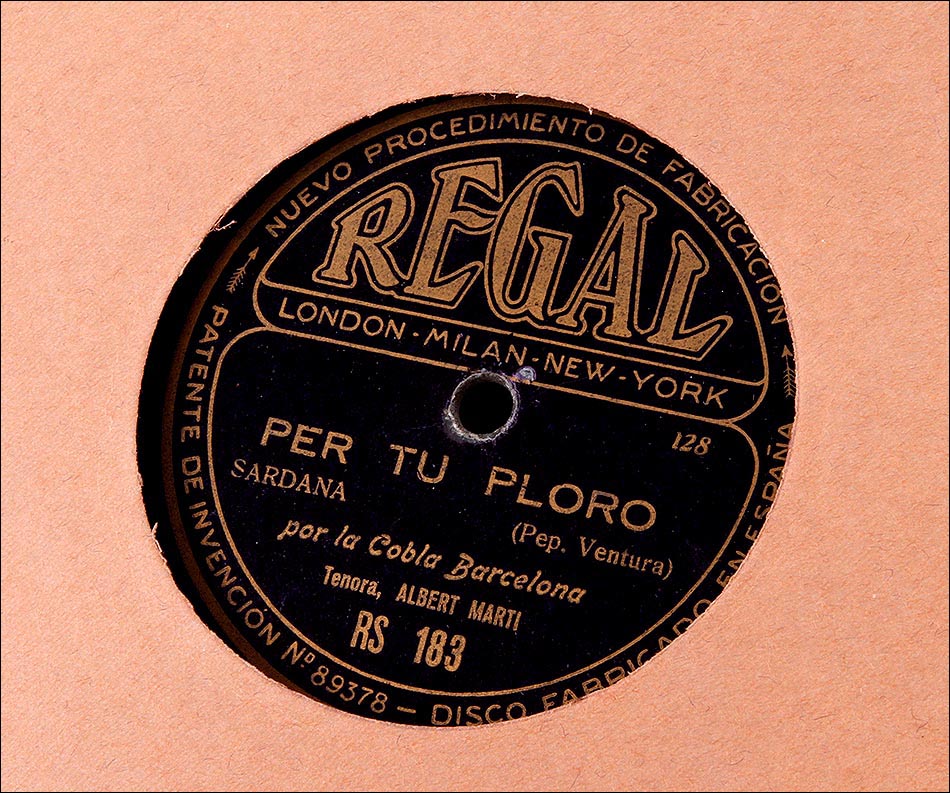 NUEVO PROCEDIMIENTO DE FABRICACIÓN
REGAL
LONDON - MILAN - NEW - YORK
128
PER TU PLORO
SARDANA
(Pep. Ventura)
por la Cobla Barcelona
Tenora, ALBERT MARTI
RS 183
PATENTE DE INVENCIÓN Nº 89378 – DISCO FABRICADO EN ESPAÑA